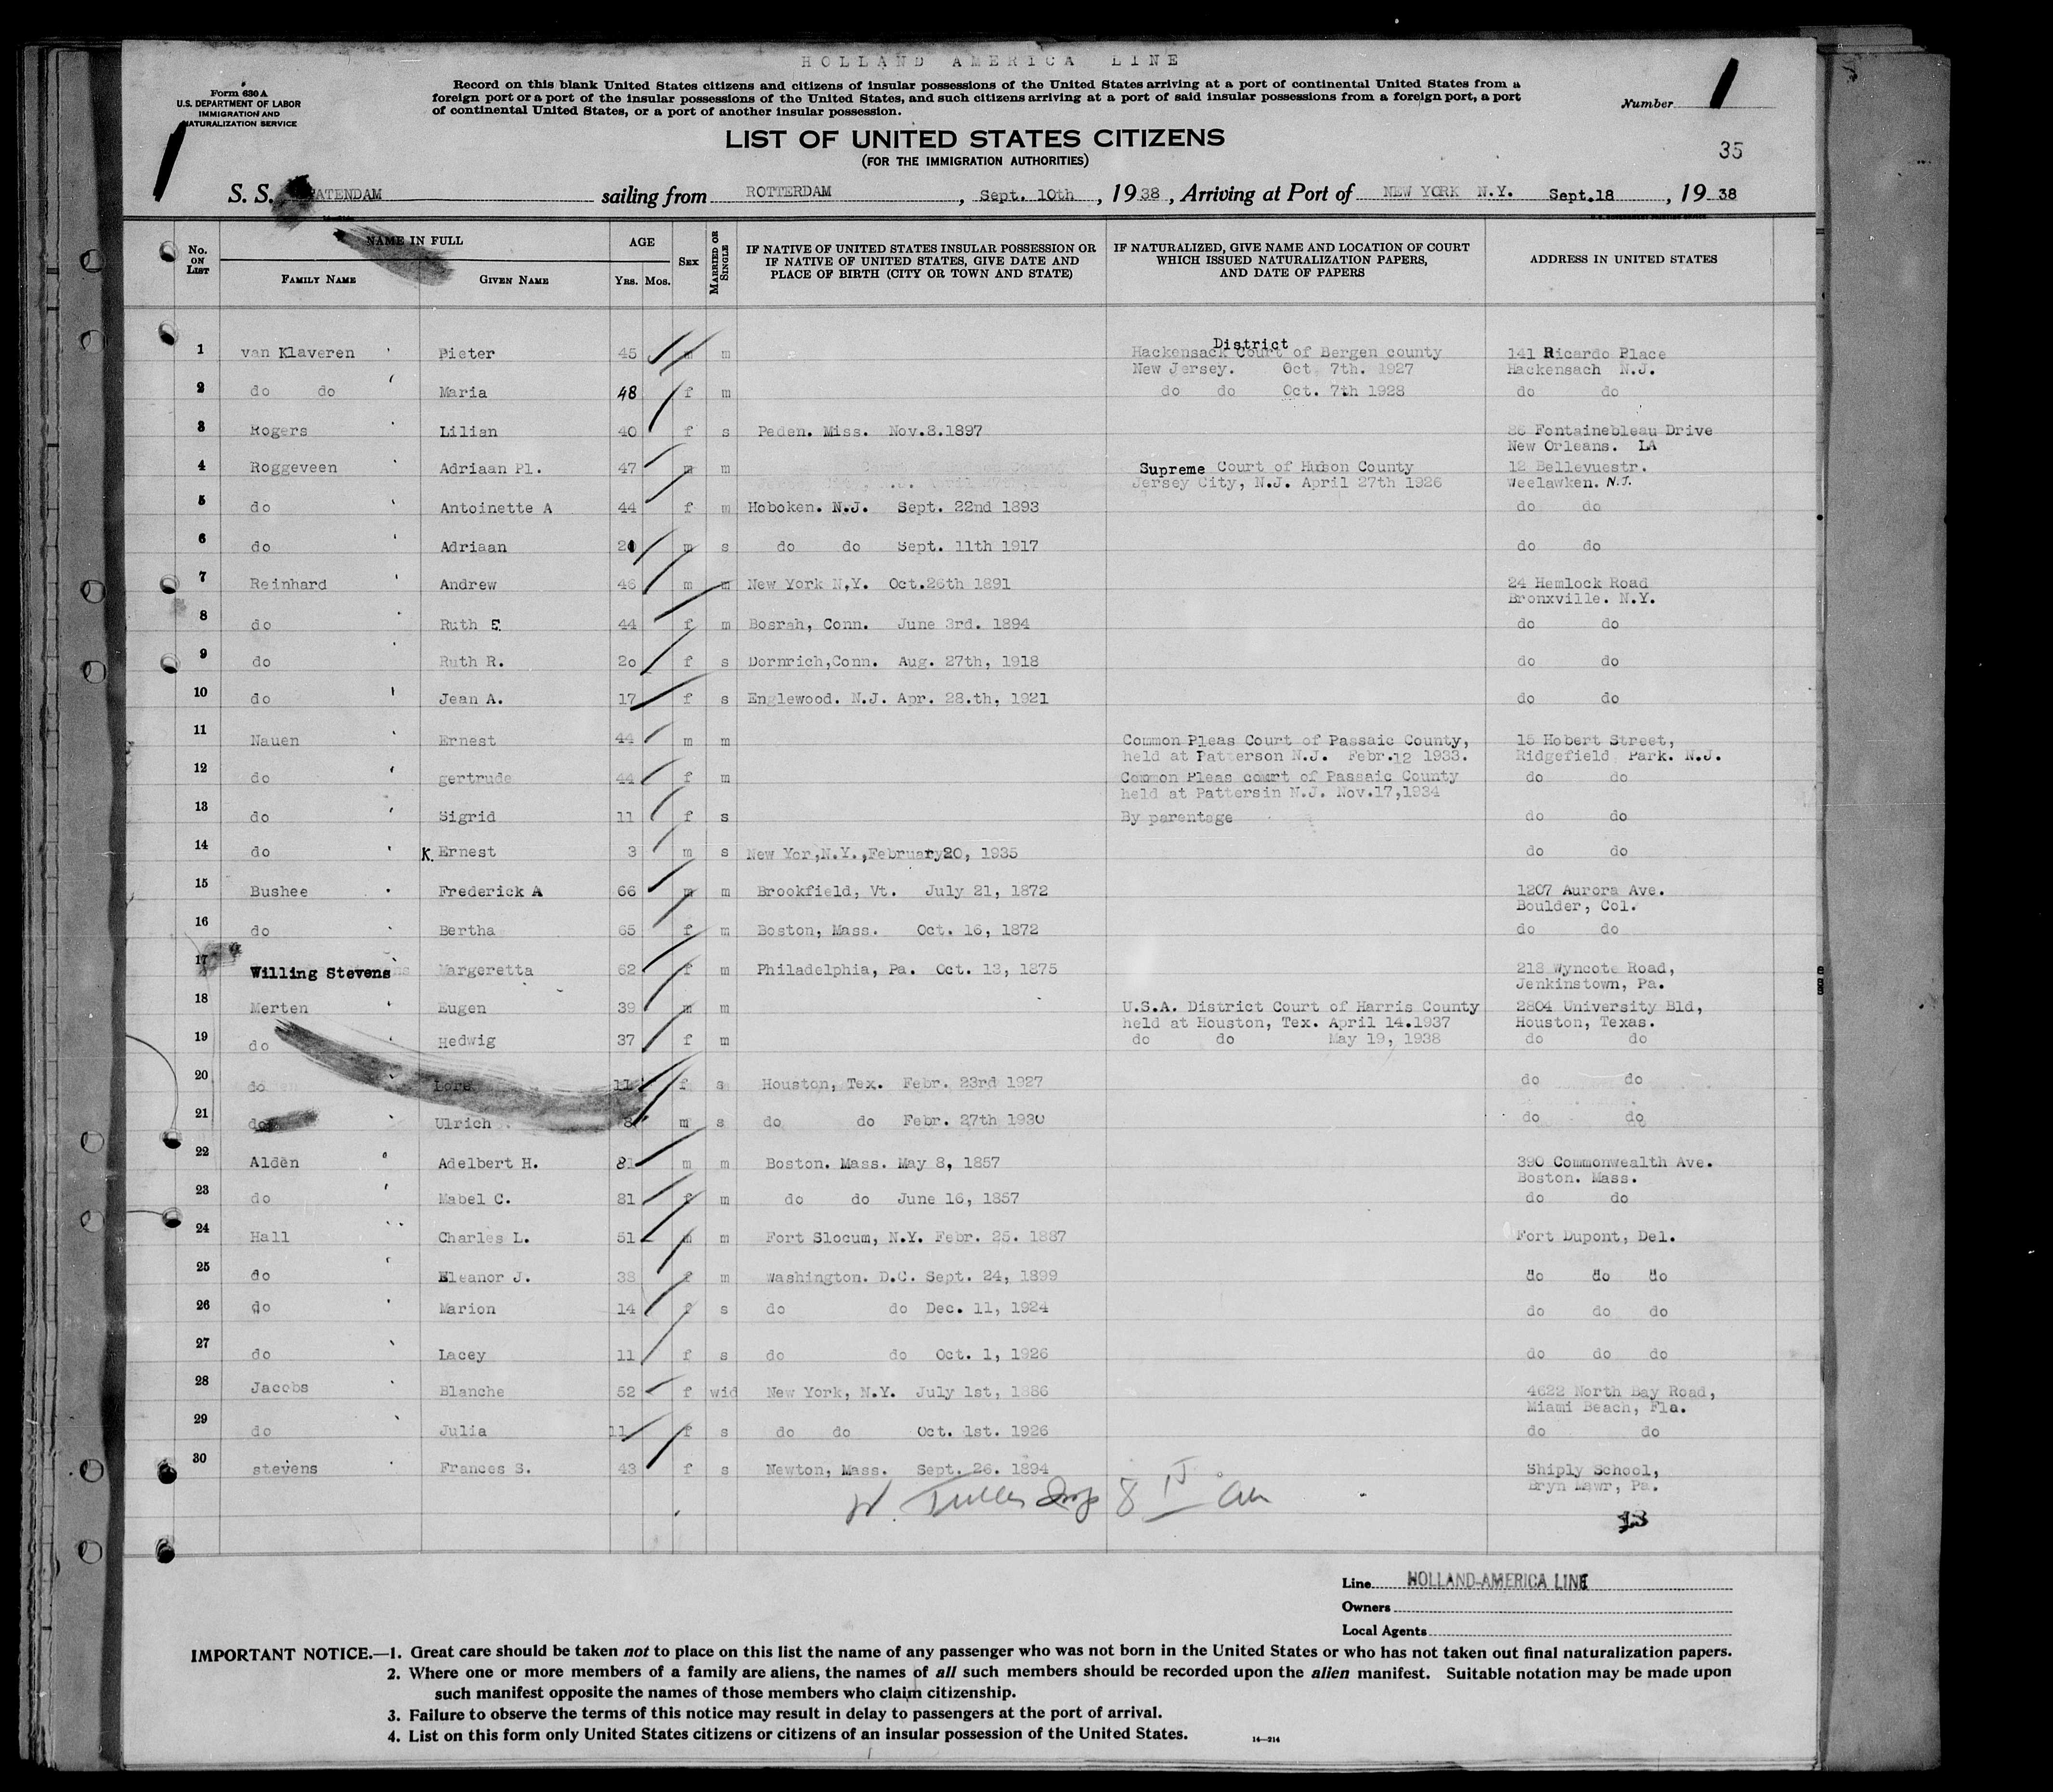 HOLLAND AMERICA LINE
Form 630 A
U.S. DEPARTMENT OF LABOR
IMMIGRATION AND
NATURALIZATION SERVICE
Record on this blank United States citizens and citizens of insular possessions of the United States arriving at a port of continental United States from a
foreign port or a port of the insular possessions of the United States, and such citizens arriving at a port of said insular possessions from a foreign port, a port
of continental United States, or a port of another insular possession.
Number 1
LIST OF UNITED STATES CITIZENS
(FOR THE IMMIGRATION AUTHORITIES)
35
1
S. S. ATENDAM sailing from ROTTERDAM, Sept. 10th, 1938, Arriving at Port of NEW YORK N.Y. Sept.18, 1938
No. ON LIST
NAME IN FULL
FAMILY NAME GIVEN NAME
AGE
YRS. MOS.
SEX
MARRIED OR SINGLE
IF NATIVE OF UNITED STATES INSULAR POSSESSION OR
IF NATIVE OF UNITED STATES, GIVE DATE AND
PLACE OF BIRTH (CITY OR TOWN AND STATE)
IF NATURALIZED, GIVE NAME AND LOCATION OF COURT
WHICH ISSUED NATURALIZATION PAPERS,
AND DATE OF PAPERS
ADDRESS IN UNITED STATES
District
1 van Klaveren Pieter 45 m m Hackensack Court of Bergen county 141 Ricardo Place
New Jersey. Oct 7th. 1927 Hackensach N.J.
2 do do Maria 48 f m do do Oct. 7th 1928 do do
3 Rogers Lilian 40 f s Peden. Miss. Nov.8.1897 86 Fontainebleau Drive
New Orleans. LA
4 Roggeveen Adriaan Pl. 47 m m Supreme Court of Hudson County 12 Bellevuestr.
Jersey City, N.J. April 27th 1926 Weelawken. N.J.
5 do Antoinette A 44 f m Hoboken. N.J. Sept. 22nd 1893 do do
6 do Adriaan 20 m s do do Sept. 11th 1917 do do
7 Reinhard Andrew 46 m m New York N,Y. Oct.26th 1891 24 Hemlock Road
Bronxville. N.Y.
8 do Ruth E. 44 f m Bosrah, Conn. June 3rd. 1894 do do
9 do Ruth R. 2o f s Dornrich,Conn. Aug. 27th, 1918 do do
10 do Jean A. 17 f s Englewood. N.J. Apr. 28.th, 1921 do do
11 Nauen Ernest 44 m m Common Pleas Court of Passaic County, 15 Hobert Street,
held at Patterson N.J. Febr.12 1933. Ridgefield Park. N.J.
12 do gertrude 44 f m Common Pleas court of Passaic County do do
held at Pattersin N.J. Nov.17,1934
13 do Sigrid 11 f s By parentage do do
14 do K. Ernest 3 m s New Yor,N.Y.,February20, 1935 do do
15 Bushee Frederick A 66 m m Brookfield, Vt. July 21, 1872 1207 Aurora Ave.
Boulder, Col.
16 do Bertha 65 f m Boston, Mass. Oct. 16, 1872 do do
17 Willing Stevens Margeretta 62 f m Philadelphia, Pa. Oct. 13, 1875 218 Wyncote Road,
Jenkinstown, Pa.
18 Merten Eugen 39 m m U.S.A. District Court of Harris County 2804 University Bld,
held at Houston, Tex. April 14.1937 Houston, Texas.
19 do Hedwig 37 f m do do May 19, 1938 do do
20 do Lore 11 f s Houston, Tex. Febr. 23rd 1927 do do
21 do Ulrich 8 m s do do Febr. 27th 1930 do do
22 Alden Adelbert H. 81 m m Boston. Mass. May 8, 1857 390 Commonwealth Ave.
Boston. Mass.
23 do Mabel C. 81 f m do do June 16, 1857 do do
24 Hall Charles L. 51 m m Fort Slocum, N.Y. Febr. 25. 1887 Fort Dupont, Del.
25 do Eleanor J. 38 f m Washington. D.C. Sept. 24, 1899 do do do
26 do Marion 14 f s do do Dec. 11, 1924 do do do
27 do Lacey 11 f s do do Oct. 1, 1926 do do do
28 Jacobs Blanche 52 f wid New York, N.Y. July 1st, 1886 4622 North Bay Road,
Miami Beach, Fla.
29 do Julia 11 f s do do Oct. 1st. 1926 do do
30 stevens Frances S. 43 f s Newton, Mass. Sept. 26. 1894 Shiply School,
Bryn Mawr, Pa.
13
Line HOLLAND-AMERICA LINE
Owners
Local Agents
IMPORTANT NOTICE.—1. Great care should be taken not to place on this list the name of any passenger who was not born in the United States or who has not taken out final naturalization papers.
2. Where one or more members of a family are aliens, the names of all such members should be recorded upon the alien manifest. Suitable notation may be made upon
such manifest opposite the names of those members who claim citizenship.
3. Failure to observe the terms of this notice may result in delay to passengers at the port of arrival.
4. List on this form only United States citizens or citizens of an insular possession of the United States.
14—214